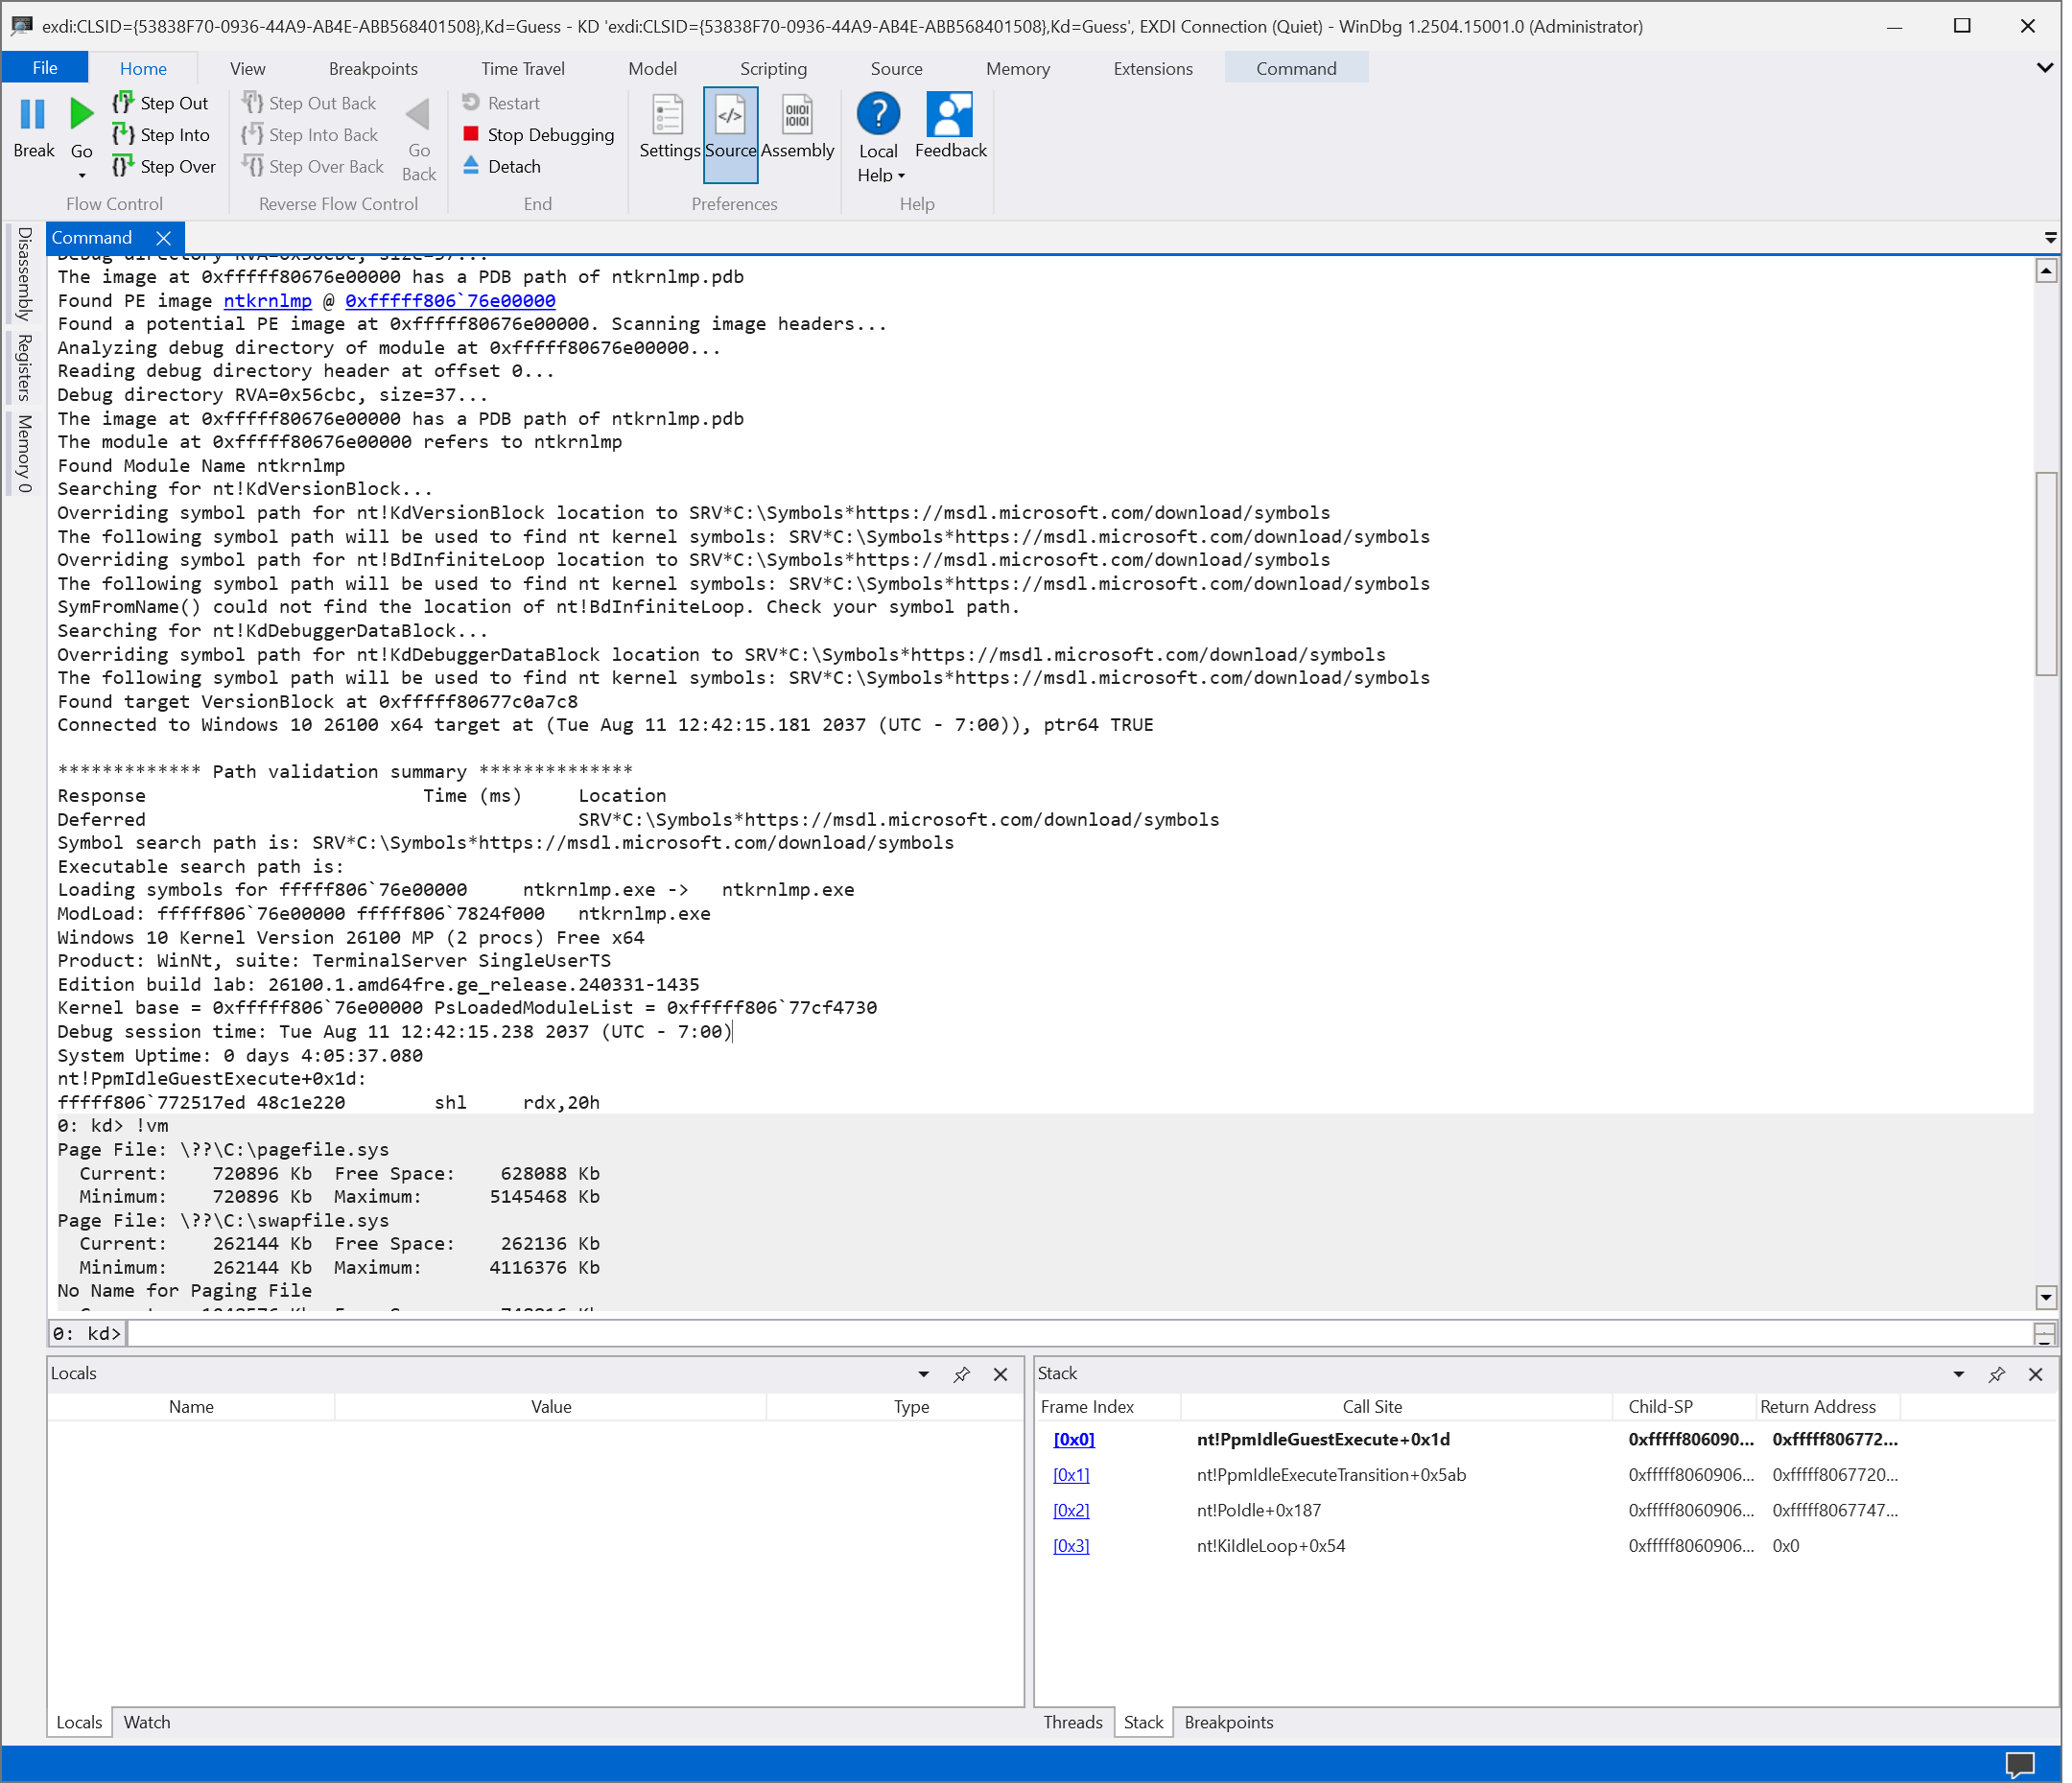 exdi:CLSID={53838F70-0936-44A9-AB4E-ABB568401508},Kd=Guess - KD 'exdi:CLSID={53838F70-0936-44A9-AB4E-ABB568401508},Kd=Guess', EXDI Connection (Quiet) - WinDbg 1.2504.15001.0 (Administrator)
File Home View Breakpoints Time Travel Model Scripting Source Memory Extensions Command
Break
Go
Step Out
Step Into
Step Over
Flow Control
Step Out Back
Step Into Back
Step Over Back
Go Back
Reverse Flow Control
Restart
Stop Debugging
Detach
End
Settings Source Assembly
Preferences
Local Help
Feedback
Help
Disassembly
Registers
Memory 0
Command
Debug directory RVA=0x56cbc, size=37...
The image at 0xfffff80676e00000 has a PDB path of ntkrnlmp.pdb
Found PE image ntkrnlmp @ 0xfffff806`76e00000
Found a potential PE image at 0xfffff80676e00000. Scanning image headers...
Analyzing debug directory of module at 0xfffff80676e00000...
Reading debug directory header at offset 0...
Debug directory RVA=0x56cbc, size=37...
The image at 0xfffff80676e00000 has a PDB path of ntkrnlmp.pdb
The module at 0xfffff80676e00000 refers to ntkrnlmp
Found Module Name ntkrnlmp
Searching for nt!KdVersionBlock...
Overriding symbol path for nt!KdVersionBlock location to SRV*C:\Symbols*https://msdl.microsoft.com/download/symbols
The following symbol path will be used to find nt kernel symbols: SRV*C:\Symbols*https://msdl.microsoft.com/download/symbols
Overriding symbol path for nt!BdInfiniteLoop location to SRV*C:\Symbols*https://msdl.microsoft.com/download/symbols
The following symbol path will be used to find nt kernel symbols: SRV*C:\Symbols*https://msdl.microsoft.com/download/symbols
SymFromName() could not find the location of nt!BdInfiniteLoop. Check your symbol path.
Searching for nt!KdDebuggerDataBlock...
Overriding symbol path for nt!KdDebuggerDataBlock location to SRV*C:\Symbols*https://msdl.microsoft.com/download/symbols
The following symbol path will be used to find nt kernel symbols: SRV*C:\Symbols*https://msdl.microsoft.com/download/symbols
Found target VersionBlock at 0xfffff80677c0a7c8
Connected to Windows 10 26100 x64 target at (Tue Aug 11 12:42:15.181 2037 (UTC - 7:00)), ptr64 TRUE
************* Path validation summary **************
Response Time (ms) Location
Deferred SRV*C:\Symbols*https://msdl.microsoft.com/download/symbols
Symbol search path is: SRV*C:\Symbols*https://msdl.microsoft.com/download/symbols
Executable search path is:
Loading symbols for fffff806`76e00000 ntkrnlmp.exe -> ntkrnlmp.exe
ModLoad: fffff806`76e00000 fffff806`7824f000 ntkrnlmp.exe
Windows 10 Kernel Version 26100 MP (2 procs) Free x64
Product: WinNt, suite: TerminalServer SingleUserTS
Edition build lab: 26100.1.amd64fre.ge_release.240331-1435
Kernel base = 0xfffff806`76e00000 PsLoadedModuleList = 0xfffff806`77cf4730
Debug session time: Tue Aug 11 12:42:15.238 2037 (UTC - 7:00)
System Uptime: 0 days 4:05:37.080
nt!PpmIdleGuestExecute+0x1d:
fffff806`772517ed 48c1e220 shl rdx,20h
0: kd> !vm
Page File: \??\C:\pagefile.sys
Current: 720896 Kb Free Space: 628088 Kb
Minimum: 720896 Kb Maximum: 5145468 Kb
Page File: \??\C:\swapfile.sys
Current: 262144 Kb Free Space: 262136 Kb
Minimum: 262144 Kb Maximum: 4116376 Kb
No Name for Paging File
0: kd>
Locals
Name Value Type
Locals Watch
Stack
Frame Index Call Site Child-SP Return Address
[0x0] nt!PpmIdleGuestExecute+0x1d 0xfffff806090... 0xfffff806772...
[0x1] nt!PpmIdleExecuteTransition+0x5ab 0xfffff8060906... 0xfffff8067720...
[0x2] nt!PoIdle+0x187 0xfffff8060906... 0xfffff8067747...
[0x3] nt!KiIdleLoop+0x54 0xfffff8060906... 0x0
Threads Stack Breakpoints